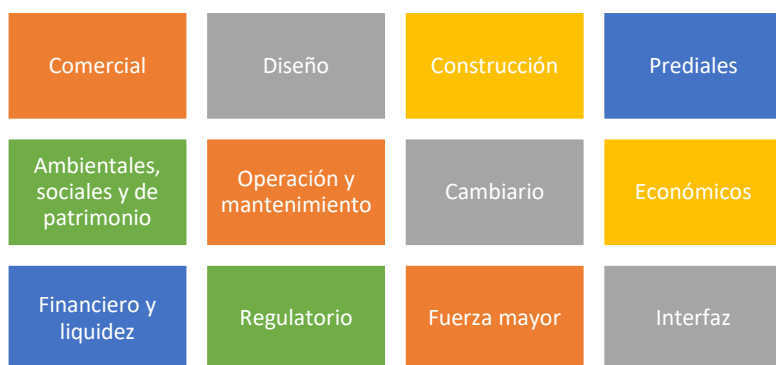 Comercial
Diseño
Construcción
Prediales
Ambientales,
sociales y de
patrimonio
Operación y
mantenimiento
Cambiario
Económicos
Financiero y
liquidez
Regulatorio
Fuerza mayor
Interfaz